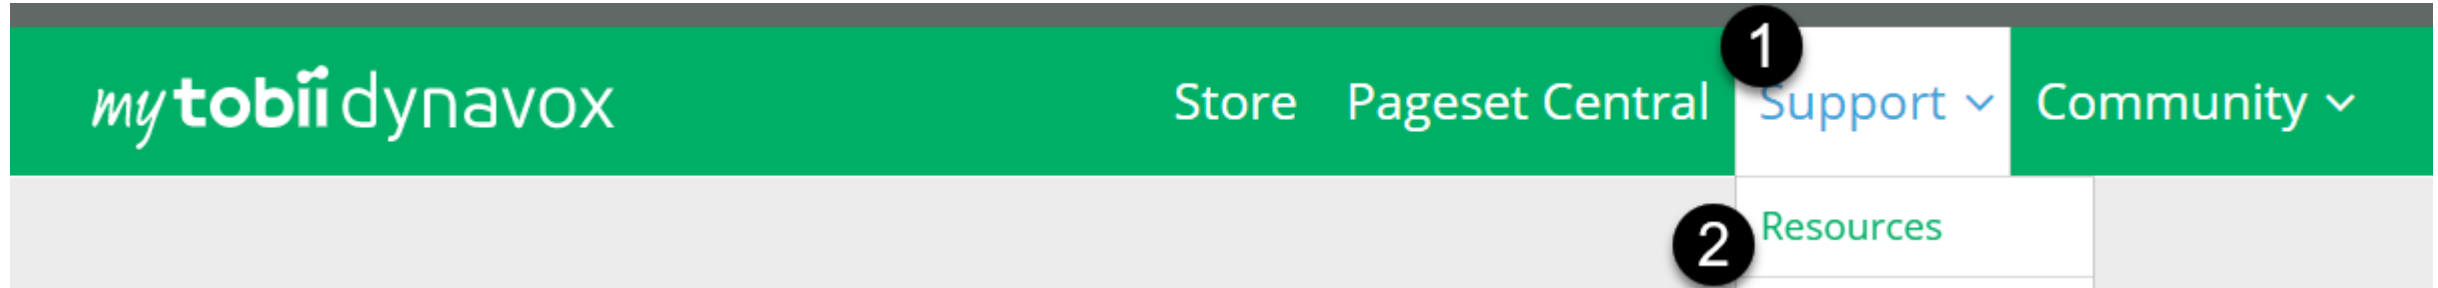 mytobiidynavox Store Pageset Central 1 Support Community
2 Resources